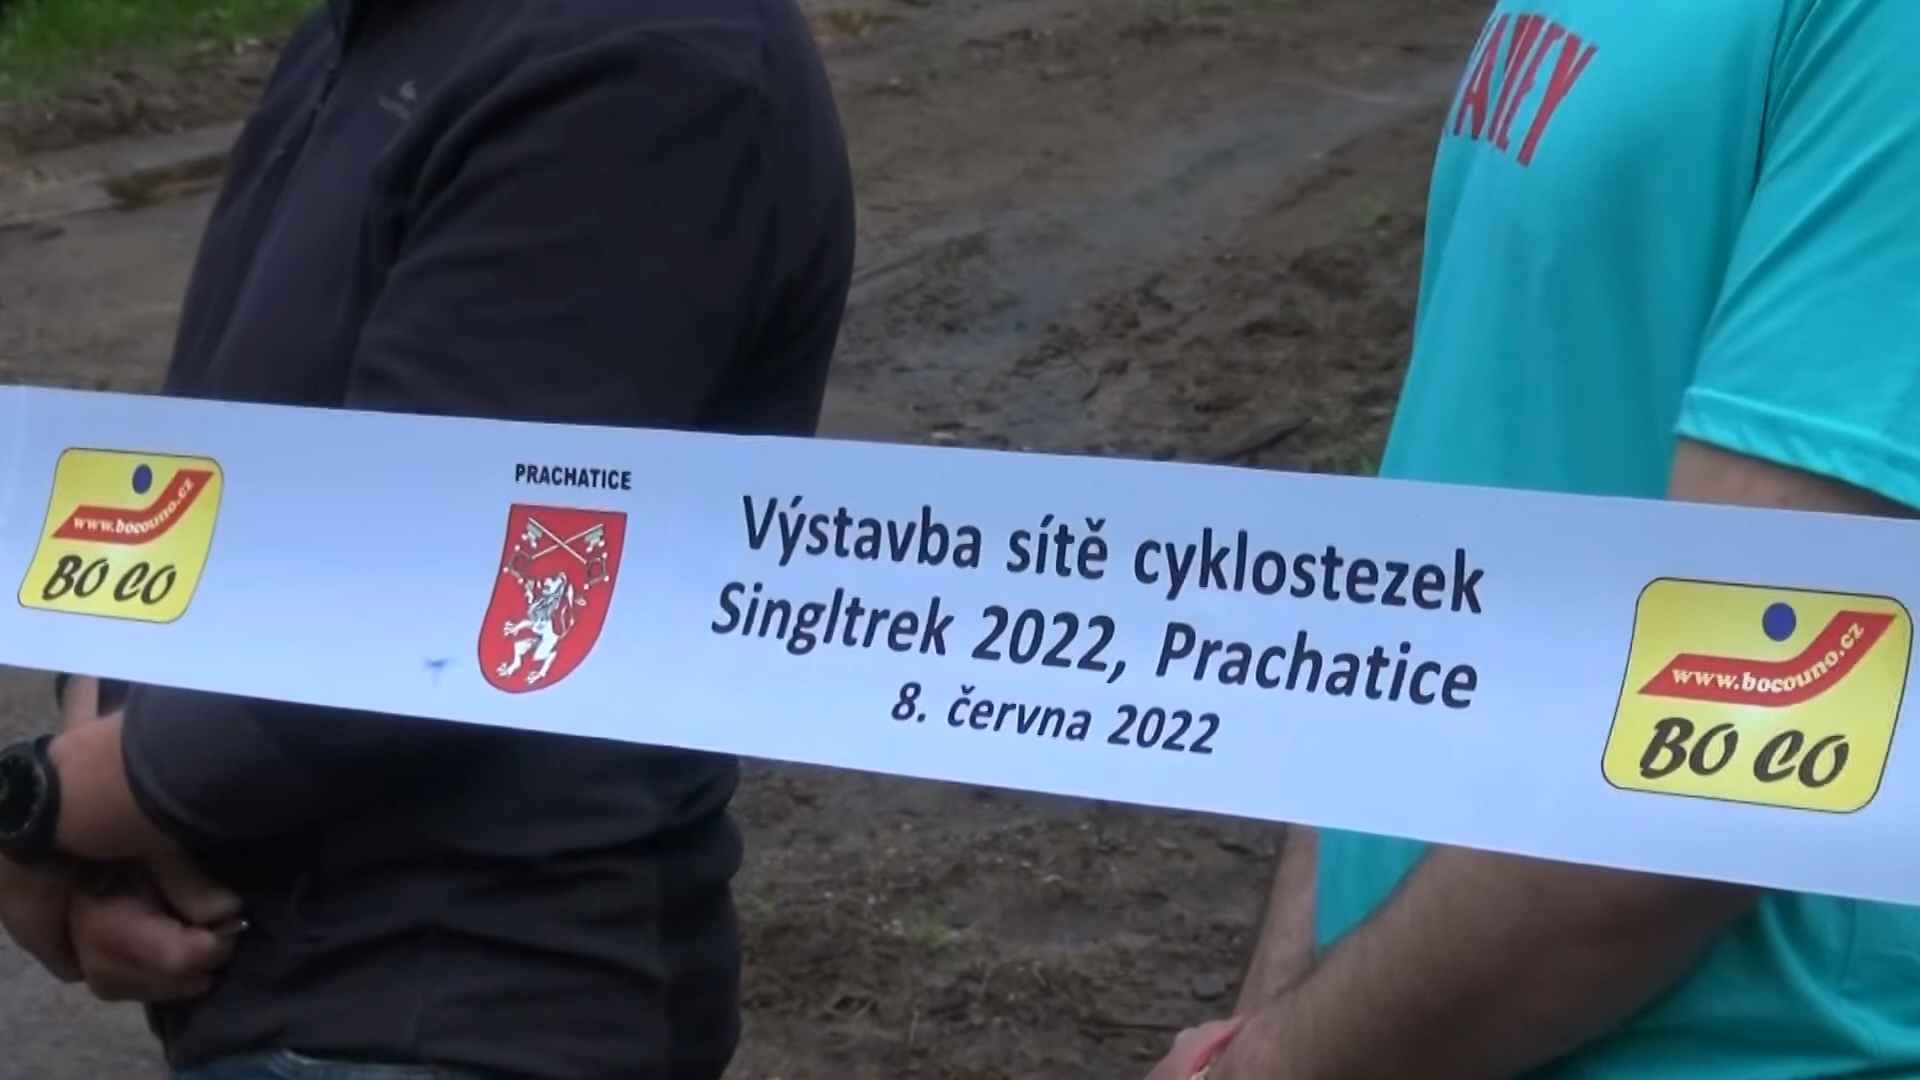 www.bocouno.cz
BO CO
PRACHATICE
Výstavba sítě cyklostezek
Singltrek 2022, Prachatice
8. června 2022
www.bocouno.cz
BO CO